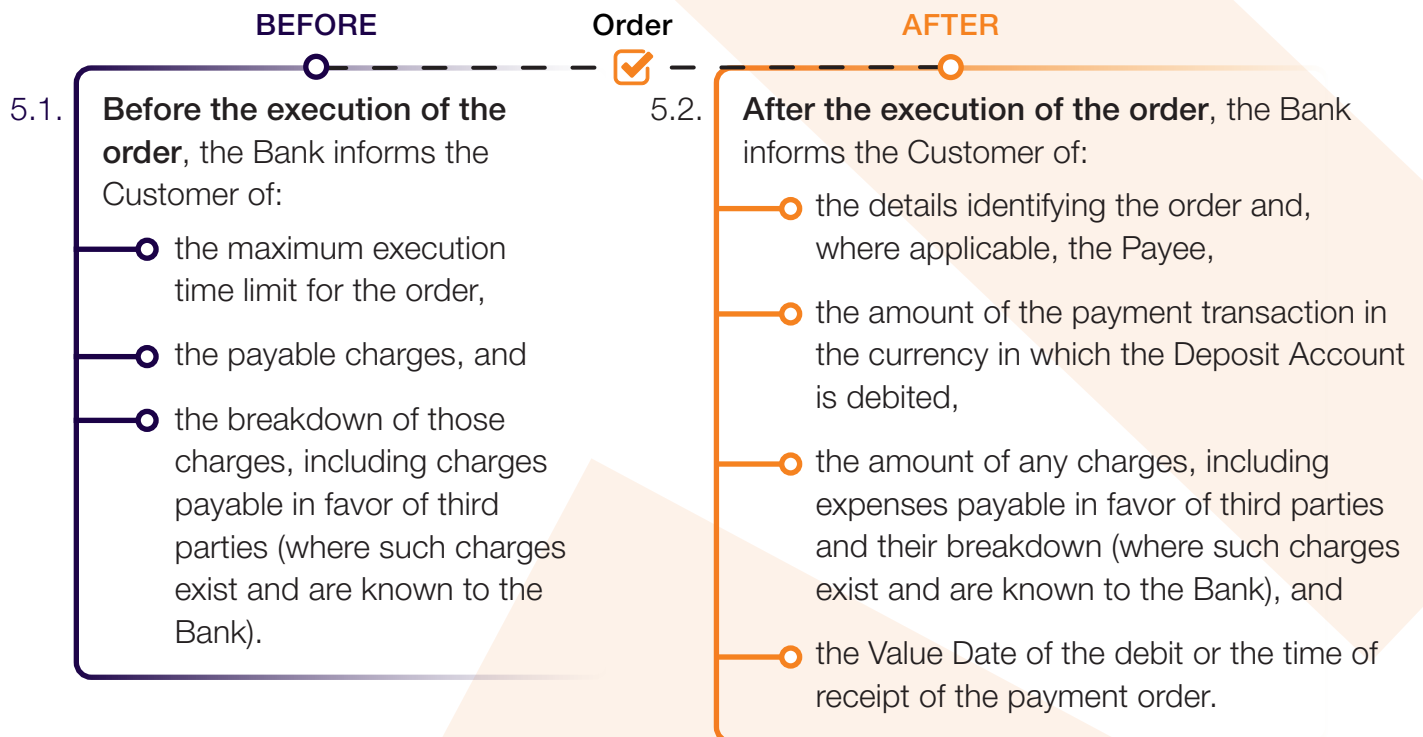 BEFORE
Order
AFTER
5.1.
Before the execution of the
order, the Bank informs the
Customer of:
the maximum execution
time limit for the order,
the payable charges, and
the breakdown of those
charges, including charges
payable in favor of third
parties (where such charges
exist and are known to the
Bank).
5.2.
After the execution of the order, the Bank
informs the Customer of:
the details identifying the order and,
where applicable, the Payee,
the amount of the payment transaction in
the currency in which the Deposit Account
is debited,
the amount of any charges, including
expenses payable in favor of third parties
and their breakdown (where such charges
exist and are known to the Bank), and
the Value Date of the debit or the time of
receipt of the payment order.